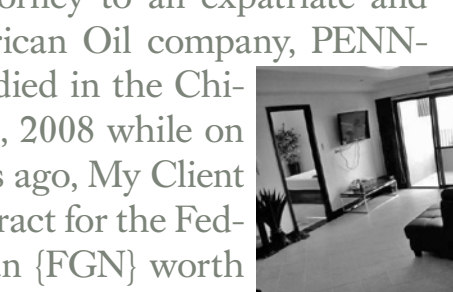 orney to an expatriate and
rican Oil company, PENN-
died in the Chi-
, 2008 while on
s ago, My Client
ract for the Fed-
n {FGN} worth